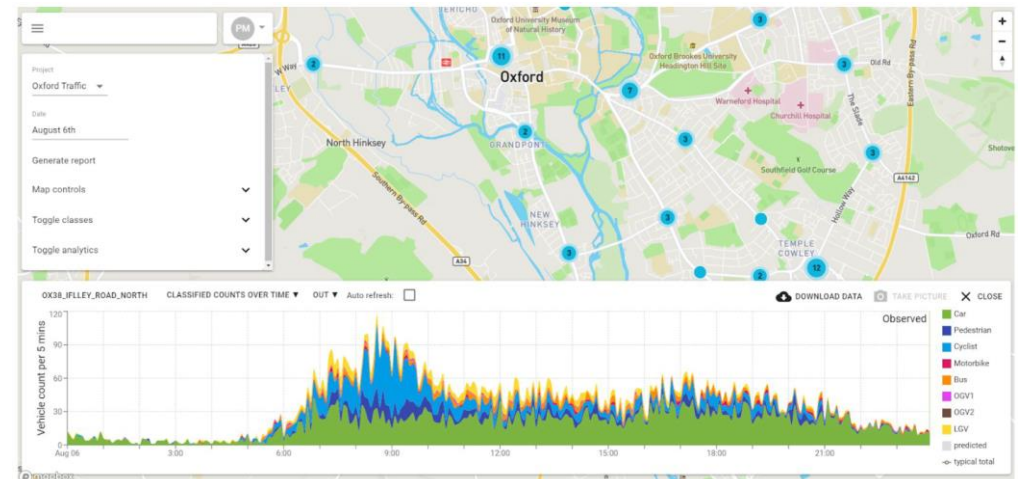 PM
Project
Oxford Traffic
Date
August 6th
Generate report
Map controls
Toggle classes
Toggle analytics
Oxford University Museum
of Natural History
11
3
2
Oxford
Oxford Brookes University
Headington Hill Site
3
Old Rd
Eastern By-pass Rd
7
Warneford Hospital
Churchill Hospital
The Slade
North Hinksey
2
GRANDPONT
3
3
Shotove
Southfield Golf Course
A4142
Southern By-pass Rd
NEW
HINKSEY
3
Hollow Way
Oxford Rd
3
TEMPLE
COWLEY
A34
2
12
OX38_IFLLEY_ROAD_NORTH
CLASSIFIED COUNTS OVER TIME
OUT
Auto refresh:
DOWNLOAD DATA
TAKE PICTURE
CLOSE
Vehicle count per 5 mins
120
90
60
30
0
Observed
Car
Pedestrian
Cyclist
Motorbike
Bus
OGV1
OGV2
LGV
predicted
typical total
Aug 06
3:00
6:00
9:00
12:00
15:00
18:00
21:00